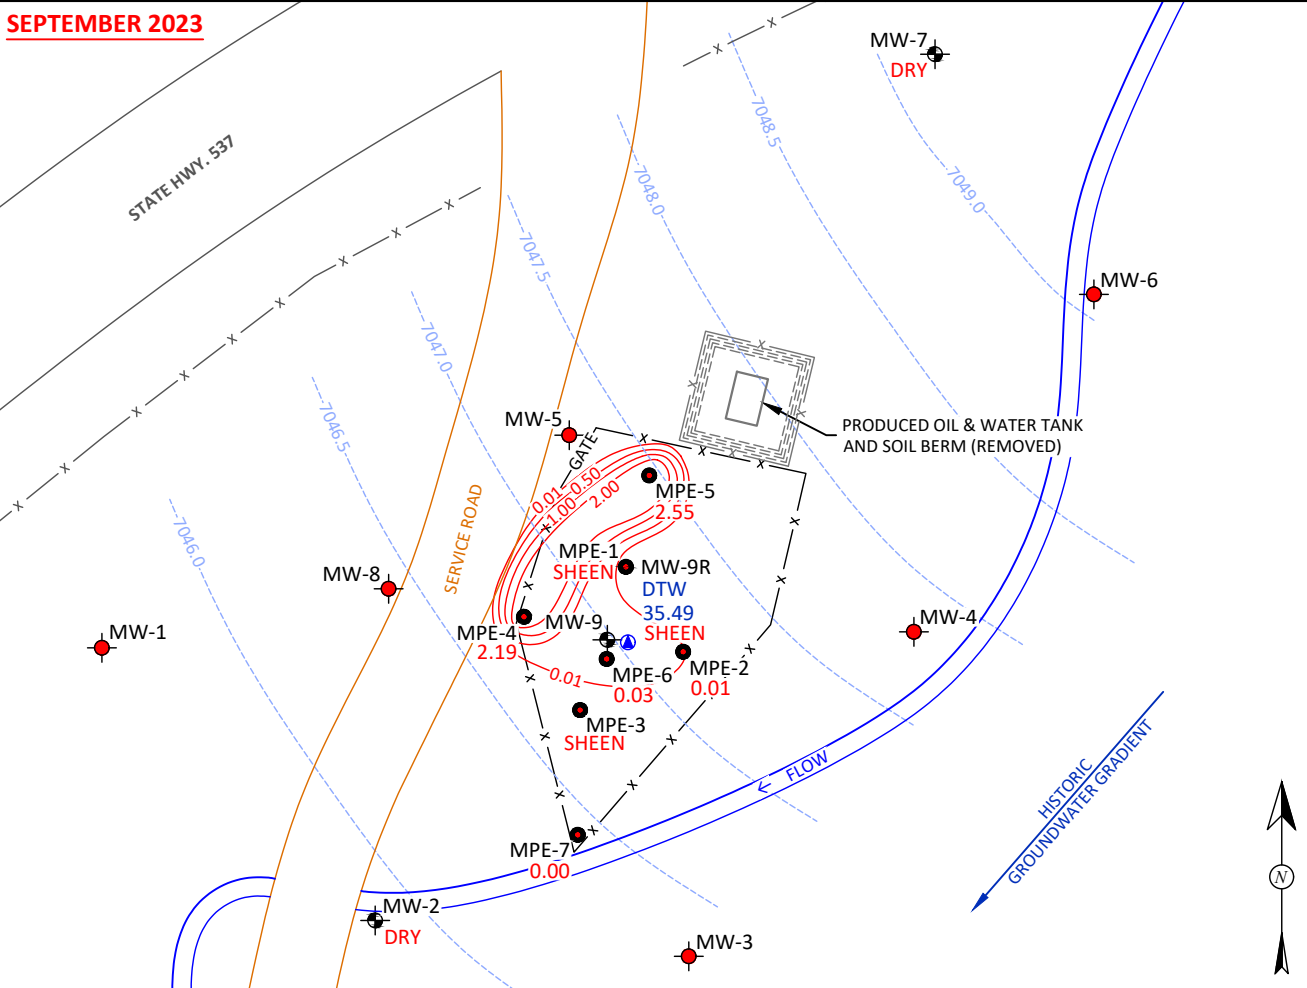 SEPTEMBER 2023
MW-7
DRY
STATE HWY. 537
7048.5
7048.0
7049.0
7047.5
MW-6
7047.0
7046.5
PRODUCED OIL & WATER TANK
AND SOIL BERM (REMOVED)
MW-5
GATE
0.01
0.50
1.00
2.00
MPE-5
2.55
7046.0
SERVICE ROAD
MPE-1
SHEEN
MW-9R
DTW
35.49
SHEEN
MW-8
MW-9
MPE-4
2.19
MW-1
MW-4
MPE-2
0.01
MPE-6
0.03
0.01
MPE-3
SHEEN
FLOW
HISTORIC
GROUNDWATER GRADIENT
MPE-7
0.00
N
MW-2
DRY
MW-3